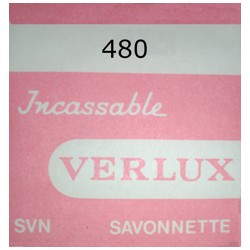 480
Incassable
VERLUX
SVN SAVONNETTE